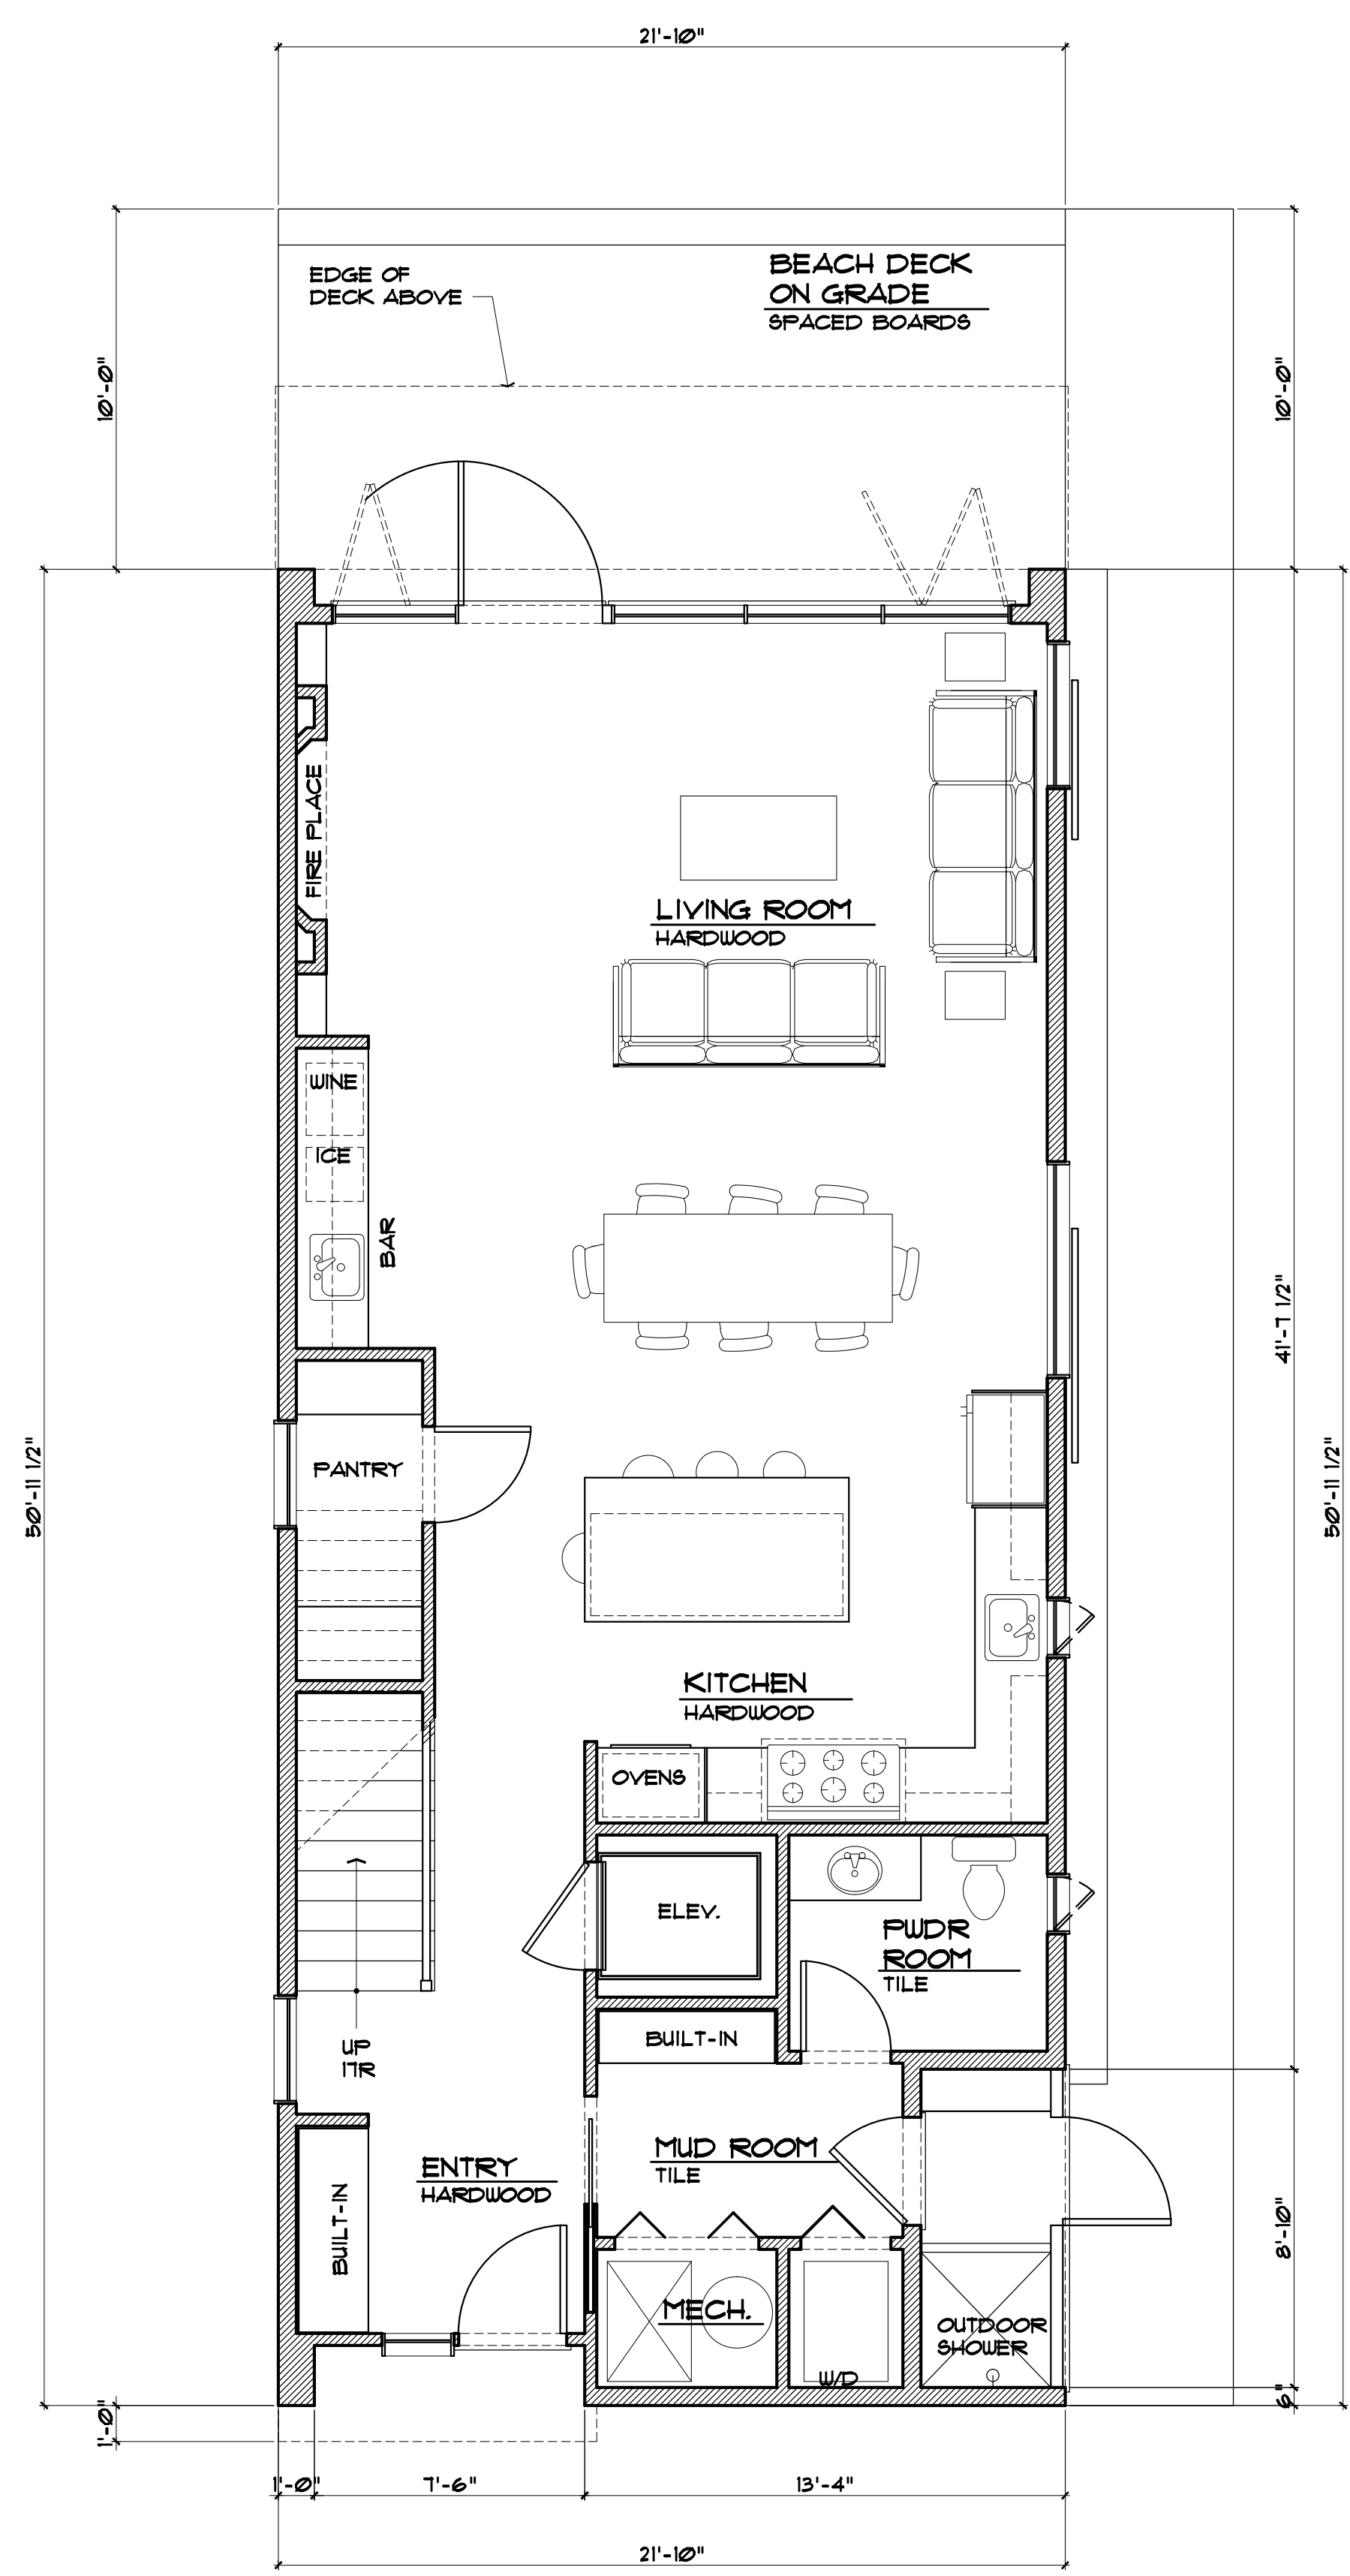 21'-10"
EDGE OF
DECK ABOVE
BEACH DECK
ON GRADE
SPACED BOARDS
10'-0"
10'-0"
FIRE PLACE
LIVING ROOM
HARDWOOD
WINE
ICE
BAR
41'-7 1/2"
50'-11 1/2"
50'-11 1/2"
PANTRY
KITCHEN
HARDWOOD
OVENS
ELEV.
PWDR
ROOM
TILE
UP
17R
BUILT-IN
MUD ROOM
TILE
ENTRY
HARDWOOD
BUILT-IN
8'-10"
MECH.
OUTDOOR
SHOWER
W/D
6"
1'-0"
1'-0"
7'-6"
13'-4"
21'-10"